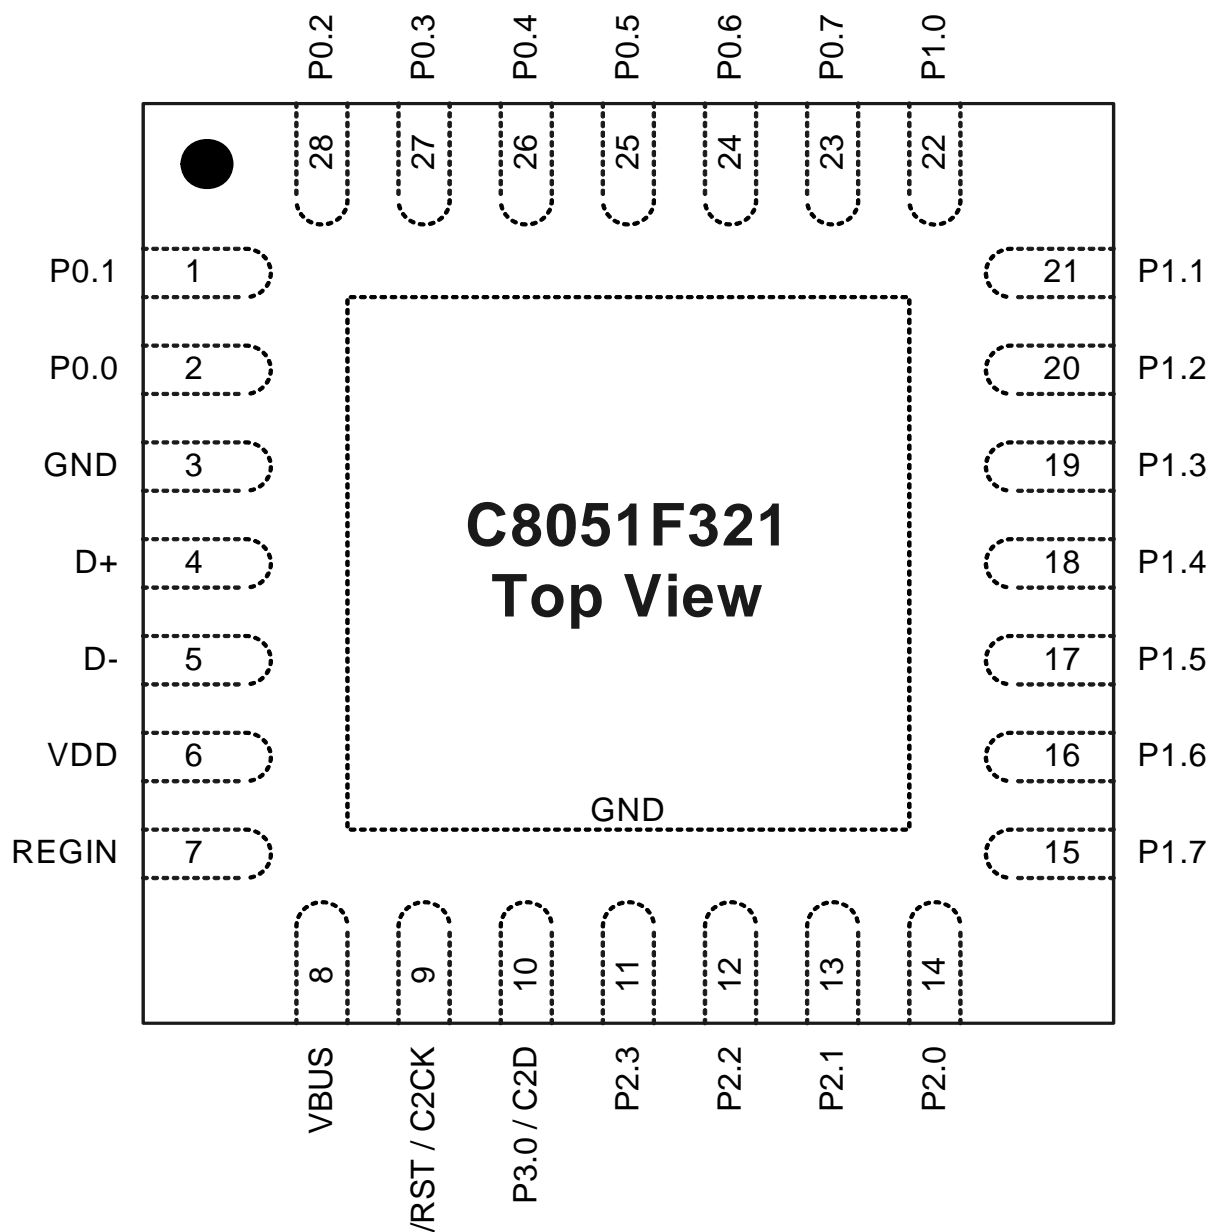 P0.2 P0.3 P0.4 P0.5 P0.6 P0.7 P1.0
28 27 26 25 24 23 22
P0.1 1 21 P1.1
P0.0 2 20 P1.2
GND 3 19 P1.3
C8051F321
D+ 4 18 P1.4
Top View
D- 5 17 P1.5
VDD 6 16 P1.6
GND
REGIN 7 15 P1.7
8 9 10 11 12 13 14
VBUS /RST / C2CK P3.0 / C2D P2.3 P2.2 P2.1 P2.0